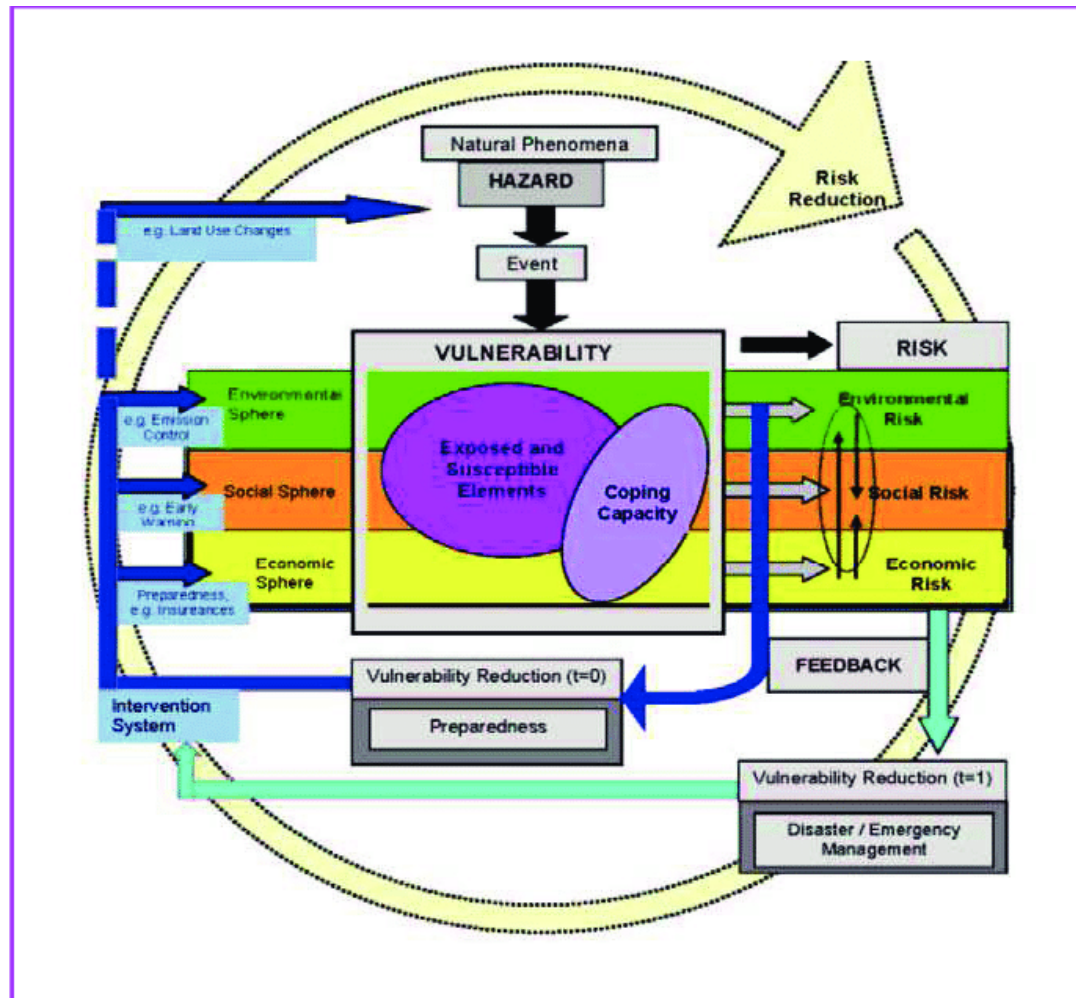 Natural Phenomena
HAZARD
Risk
Reduction
e.g. Land Use Changes
Event
VULNERABILITY
RISK
Environmental
Sphere
Environmental
Risk
e.g. Emission
Control
Exposed and
Susceptible
Elements
Coping
Capacity
Social Sphere
Social Risk
e.g. Early
Warning
Economic
Sphere
Economic
Risk
Preparedness,
e.g. Insureances
Vulnerability Reduction (t=0)
FEEDBACK
Preparedness
Intervention
System
Vulnerability Reduction (t=1)
Disaster / Emergency
Management